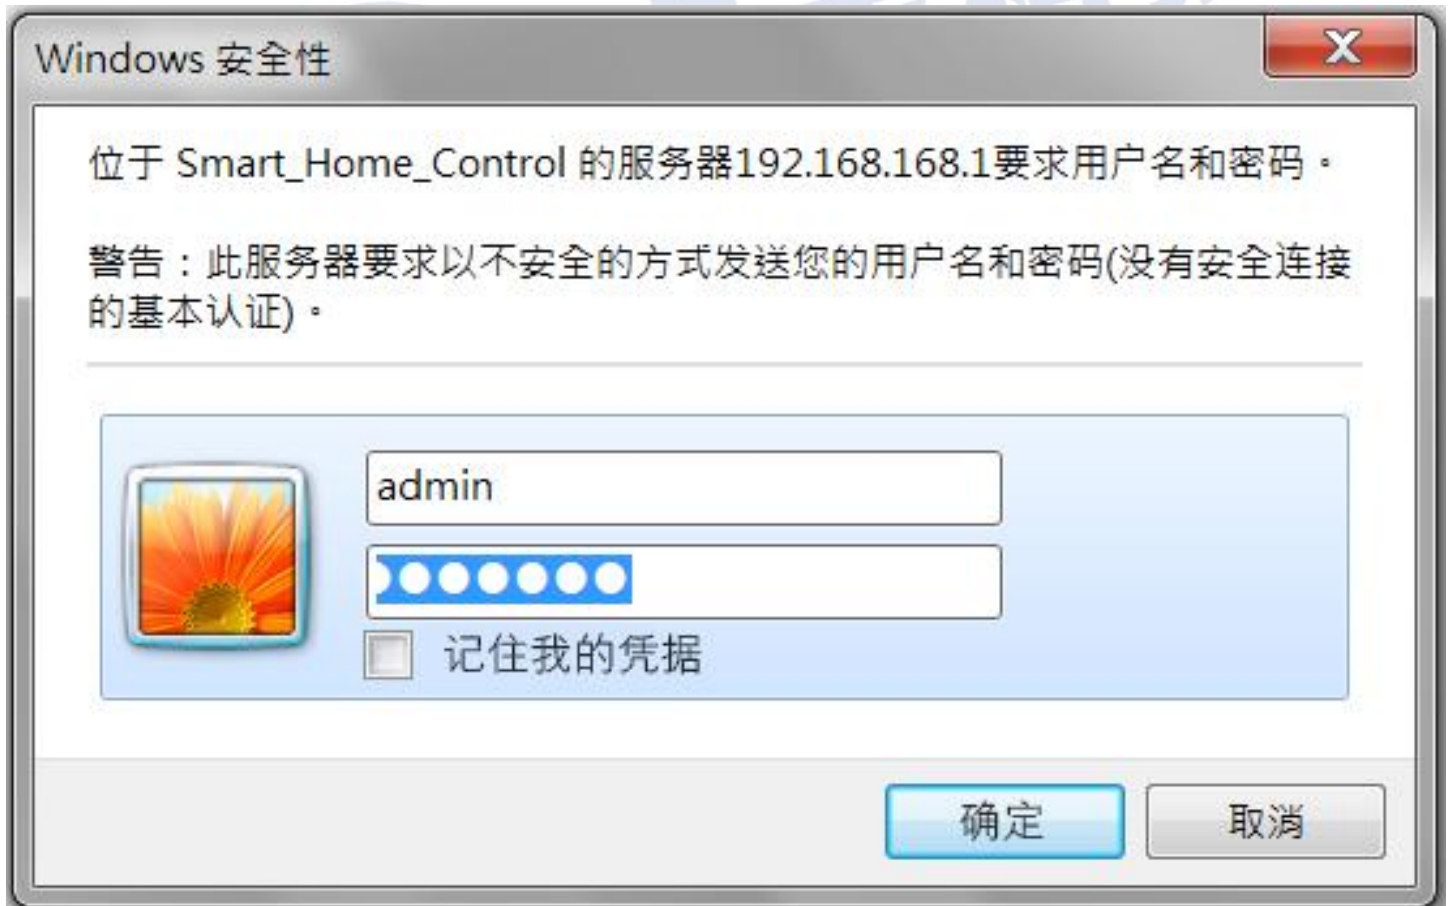 Windows 安全性
位于 Smart_Home_Control 的服务器192.168.168.1要求用户名和密码。
警告：此服务器要求以不安全的方式发送您的用户名和密码(没有安全连接
的基本认证)。
admin
记住我的凭据
确定
取消